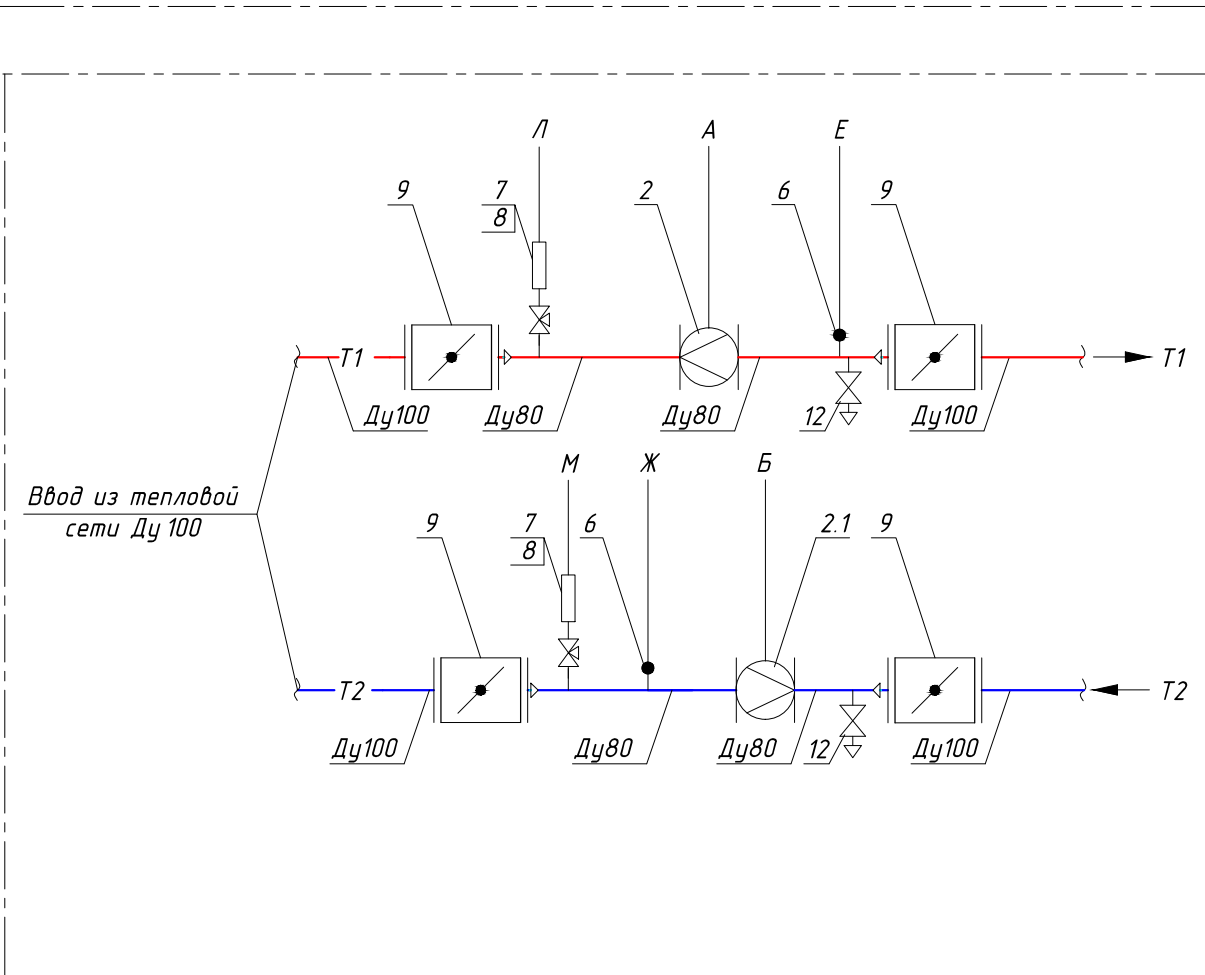 Л А Е
9 7 2 6 9
8
Т1 Т1
Ду100 Ду80 Ду80 12 Ду100
М Ж Б
Ввод из тепловой
сети Ду 100
9 7 6 2.1 9
8
Т2 Т2
Ду100 Ду80 Ду80 12 Ду100